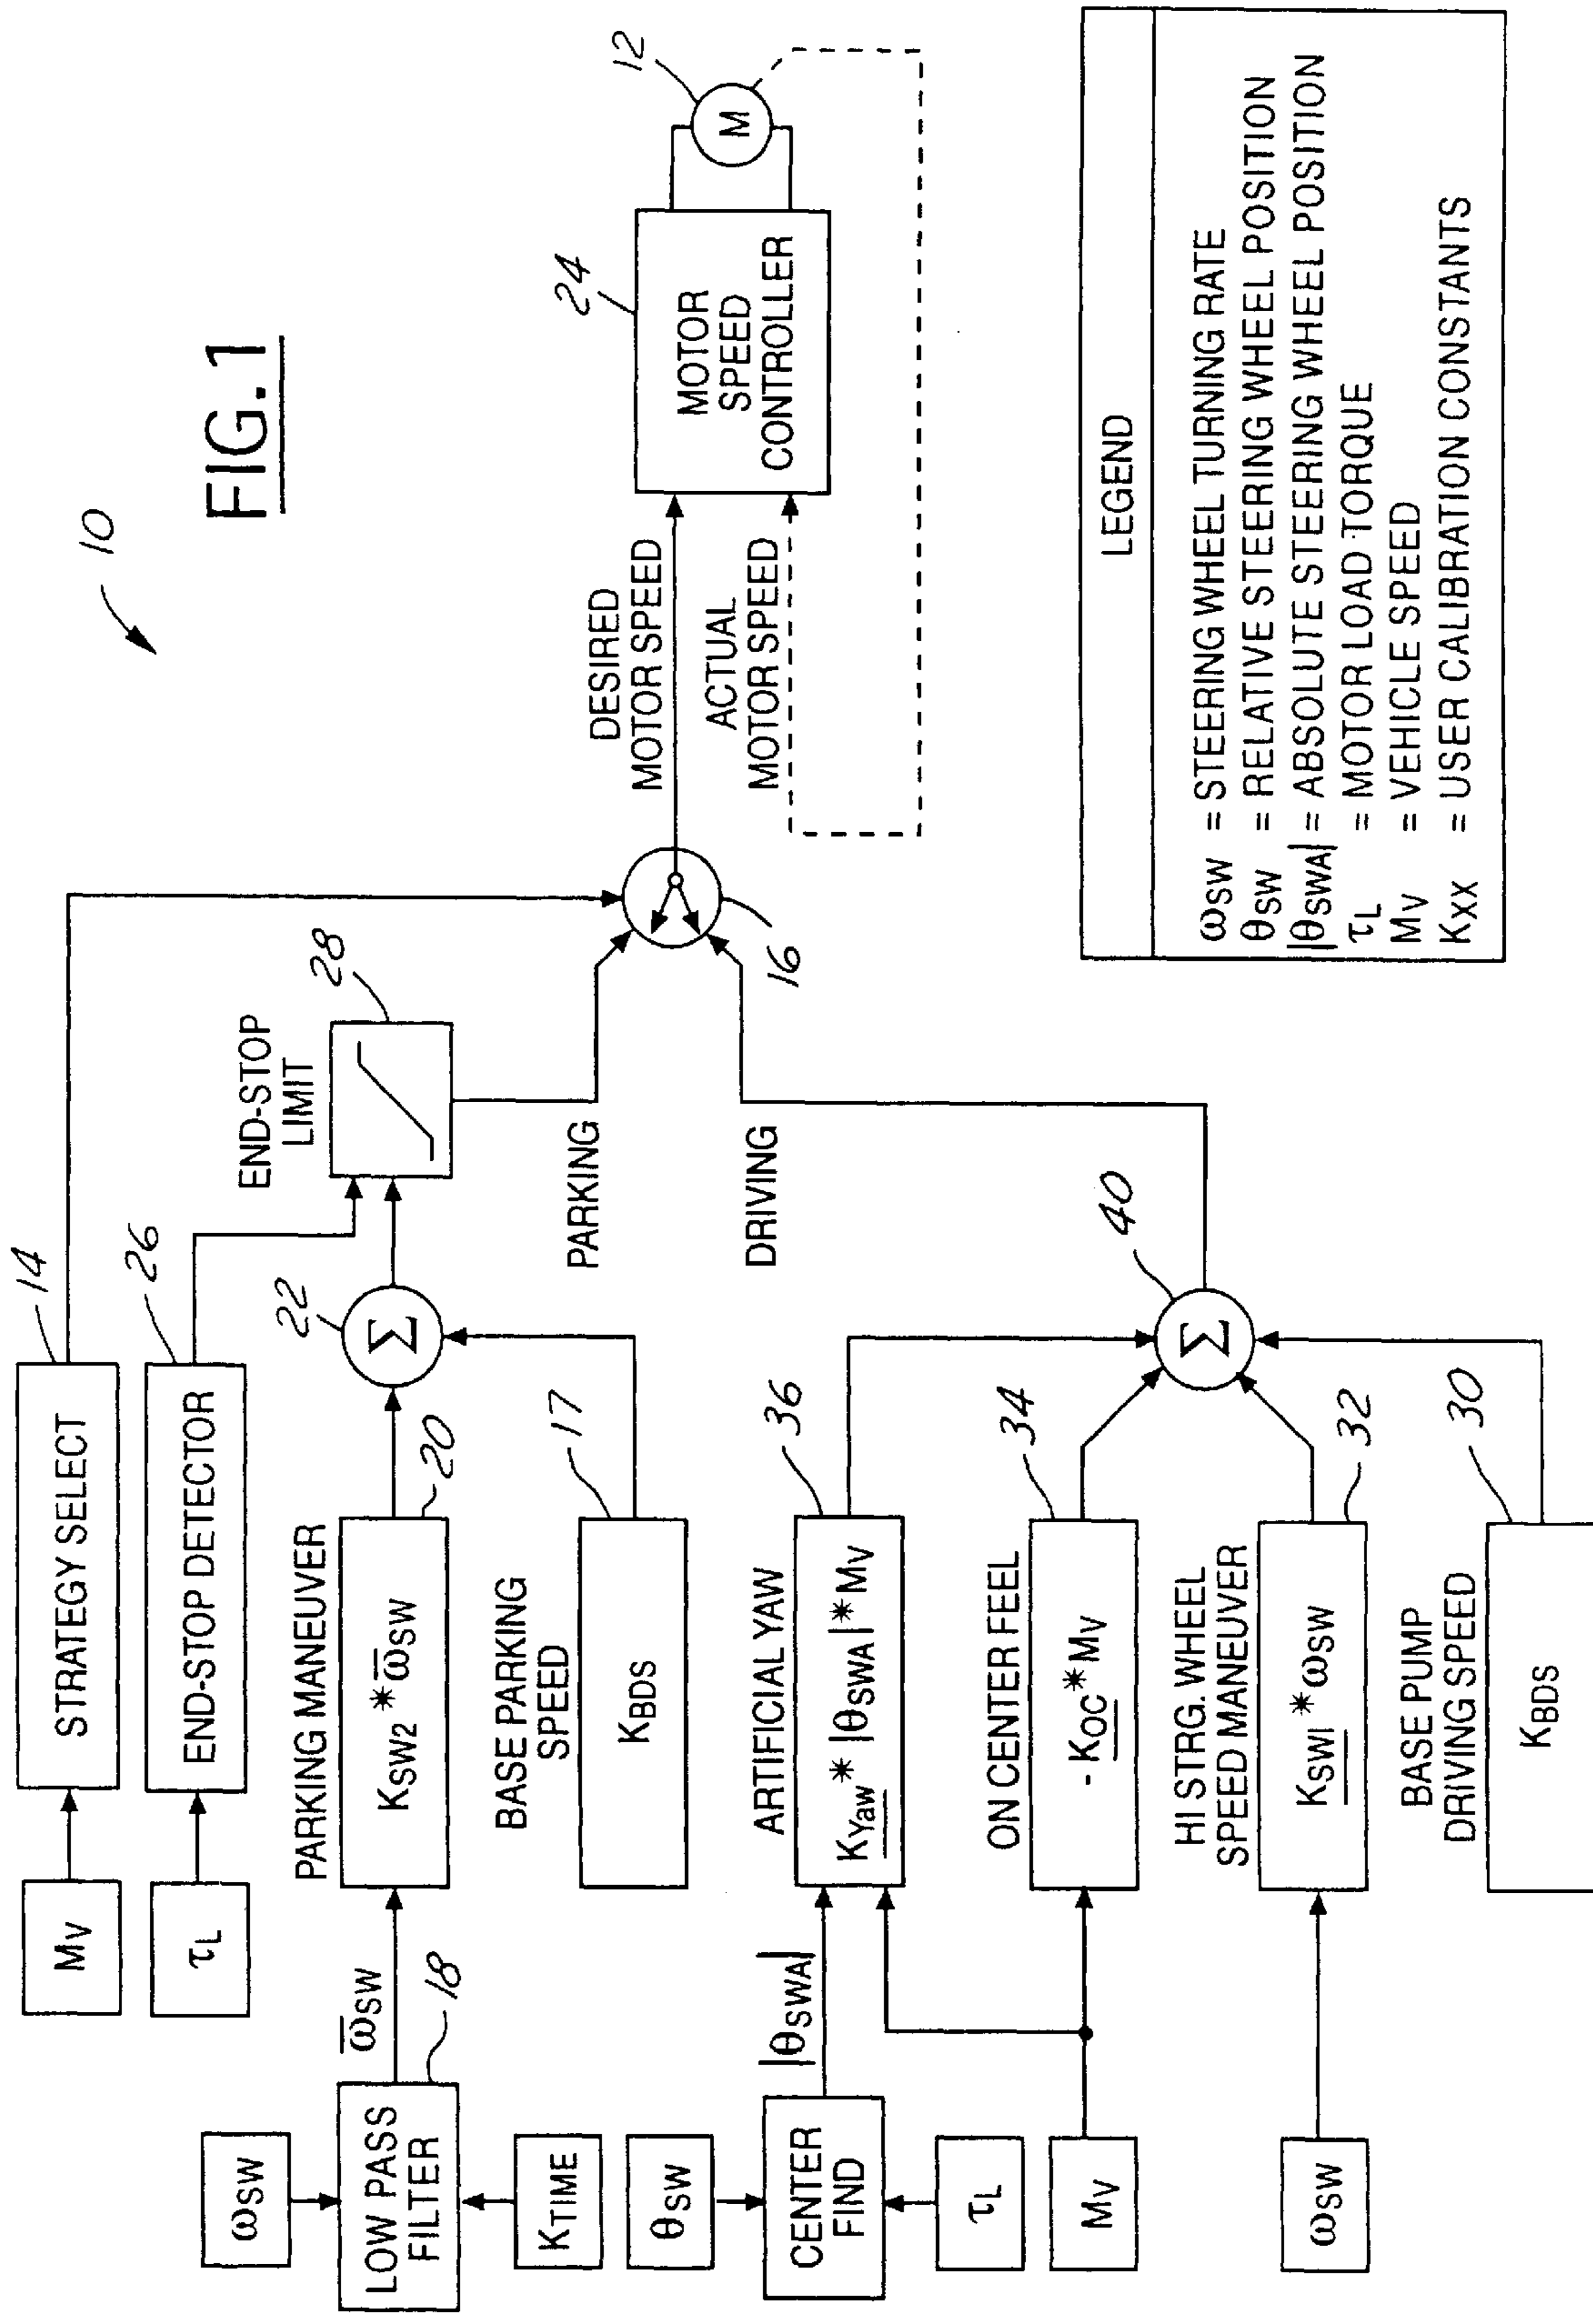 FIG.1
10
MV
STRATEGY SELECT
14
τL
END-STOP DETECTOR
26
END-STOP
LIMIT
28
ωSW
LOW PASS
FILTER
18
KTIME
ω̅SW
PARKING MANEUVER
KSW2 * ω̅SW
20
Σ
22
BASE PARKING
SPEED
KBDS
17
PARKING
DRIVING
16
DESIRED
MOTOR SPEED
ACTUAL
MOTOR SPEED
MOTOR
SPEED
CONTROLLER
24
M
12
θSW
CENTER
FIND
τL
|θSWA|
ARTIFICIAL YAW
KYaw * |θSWA| * MV
36
MV
ON CENTER FEEL
- KOC * MV
34
Σ
40
ωSW
HI STRG. WHEEL
SPEED MANEUVER
KSW1 * ωSW
32
BASE PUMP
DRIVING SPEED
KBDS
30
LEGEND
ωSW = STEERING WHEEL TURNING RATE
θSW = RELATIVE STEERING WHEEL POSITION
|θSWA| = ABSOLUTE STEERING WHEEL POSITION
τL = MOTOR LOAD TORQUE
MV = VEHICLE SPEED
KXX = USER CALIBRATION CONSTANTS